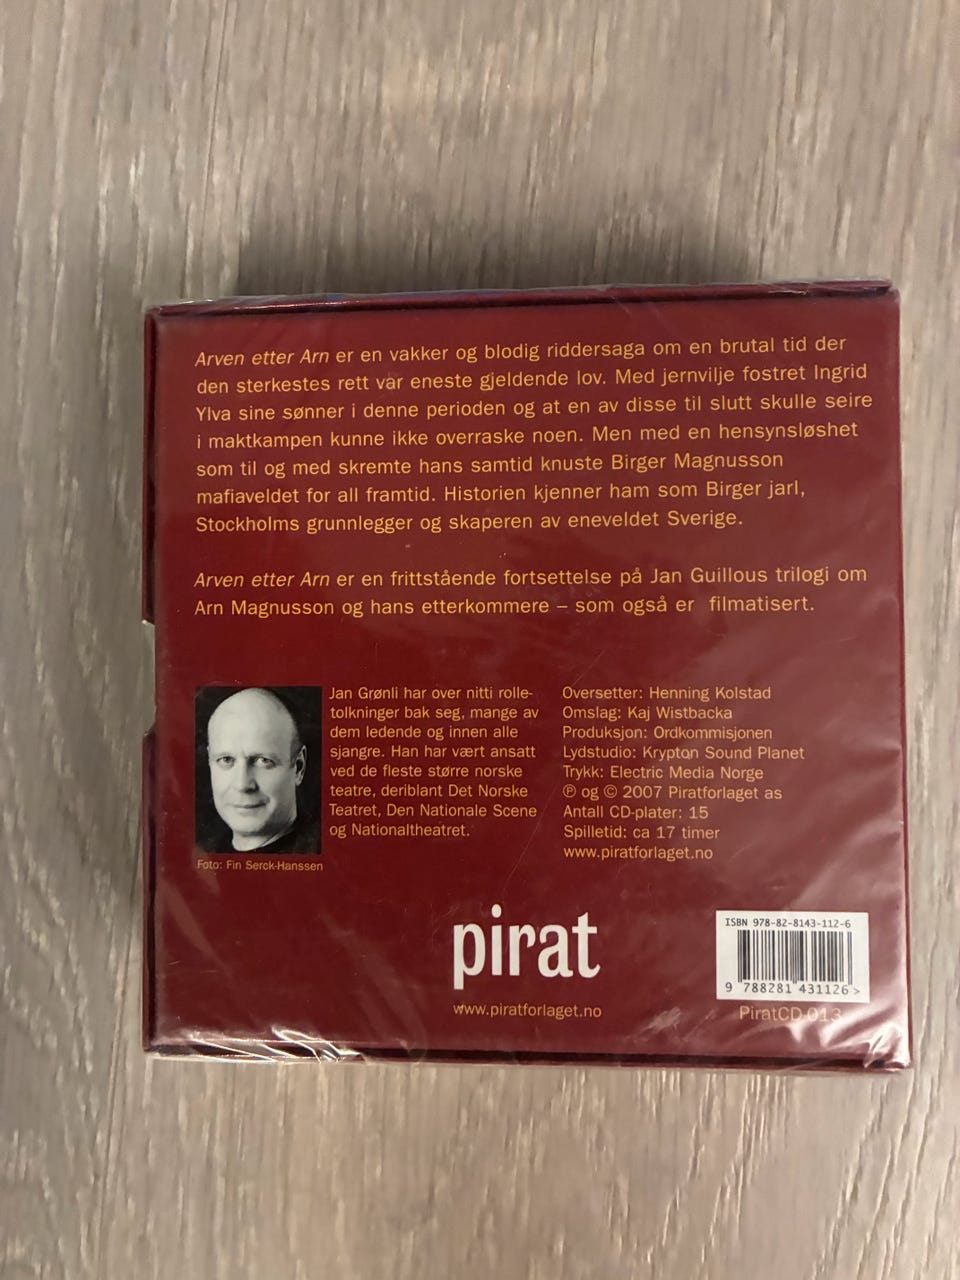 Arven etter Arn er en vakker og blodig riddersaga om en brutal tid der
den sterkestes rett var eneste gjeldende lov. Med jernvilje fostret Ingrid
Ylva sine sønner i denne perioden og at en av disse til slutt skulle seire
i maktkampen kunne ikke overraske noen. Men med en hensynsløshet
som til og med skremte hans samtid knuste Birger Magnusson
mafiaveldet for all framtid. Historien kjenner ham som Birger jarl,
Stockholms grunnlegger og skaperen av eneveldet Sverige.
Arven etter Arn er en frittstående fortsettelse på Jan Guillous trilogi om
Arn Magnusson og hans etterkommere – som også er filmatisert.
Jan Grønli har over nitti rolle-
tolkninger bak seg, mange av
dem ledende og innen alle
sjangre. Han har vært ansatt
ved de fleste større norske
teatre, deriblant Det Norske
Teatret, Den Nationale Scene
og Nationaltheatret.
Foto: Fin Serck-Hanssen
Oversetter: Henning Kolstad
Omslag: Kaj Wistbacka
Produksjon: Ordkommisjonen
Lydstudio: Krypton Sound Planet
Trykk: Electric Media Norge
℗ og © 2007 Piratforlaget as
Antall CD-plater: 15
Spilletid: ca 17 timer
www.piratforlaget.no
pirat
www.piratforlaget.no
ISBN 978-82-8143-112-6
9 788281 431126 >
PiratCD 013